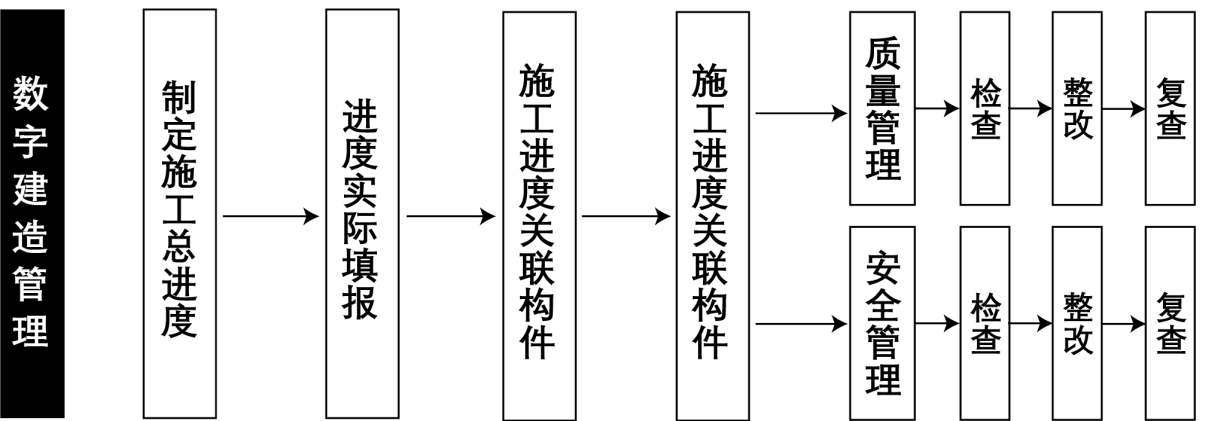 数字建造管理
制定施工总进度
进度实际填报
施工进度关联构件
施工进度关联构件
质量管理
检查
整改
复查
安全管理
检查
整改
复查